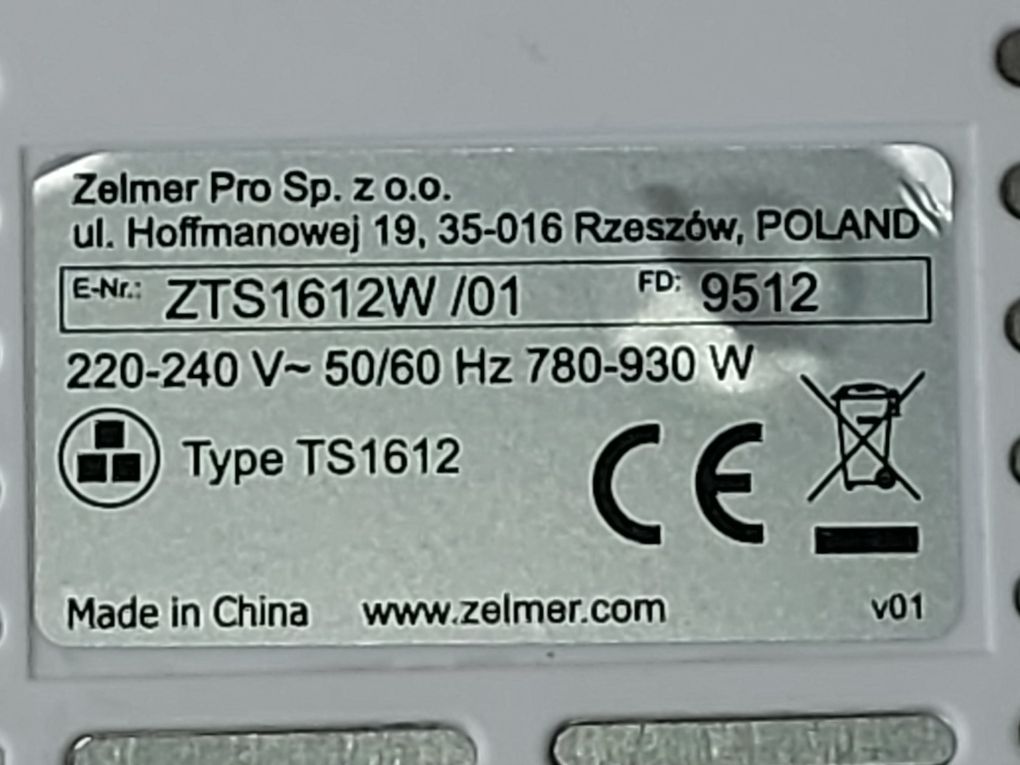 Zelmer Pro Sp. z o.o.
ul. Hoffmanowej 19, 35-016 Rzeszów, POLAND
E-Nr.: ZTS1612W /01 FD: 9512
220-240 V~ 50/60 Hz 780-930 W
Type TS1612
CE
Made in China www.zelmer.com v01